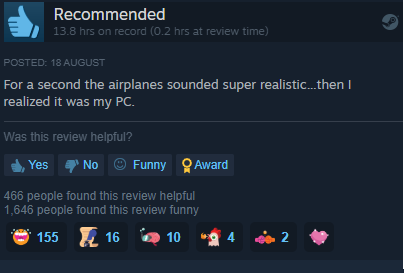 Recommended
13.8 hrs on record (0.2 hrs at review time)
POSTED: 18 AUGUST
For a second the airplanes sounded super realistic...then I
realized it was my PC.
Was this review helpful?
Yes No Funny Award
466 people found this review helpful
1,646 people found this review funny
155 16 10 4 2